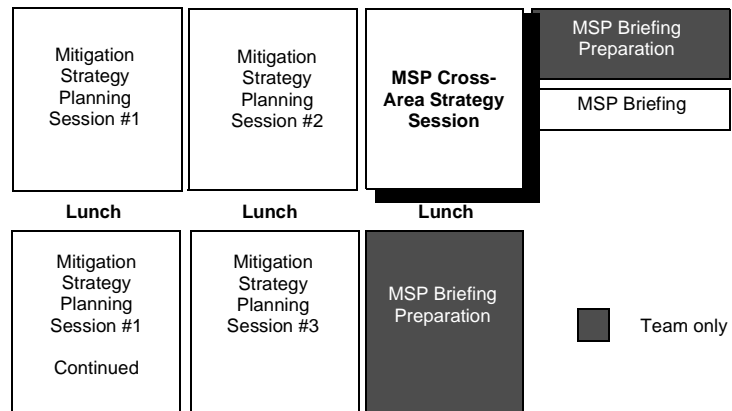 Mitigation
Strategy
Planning
Session #1
Mitigation
Strategy
Planning
Session #2
MSP Cross-
Area Strategy
Session
MSP Briefing
Preparation
MSP Briefing
Lunch
Lunch
Lunch
Mitigation
Strategy
Planning
Session #1
Continued
Mitigation
Strategy
Planning
Session #3
MSP Briefing
Preparation
Team only